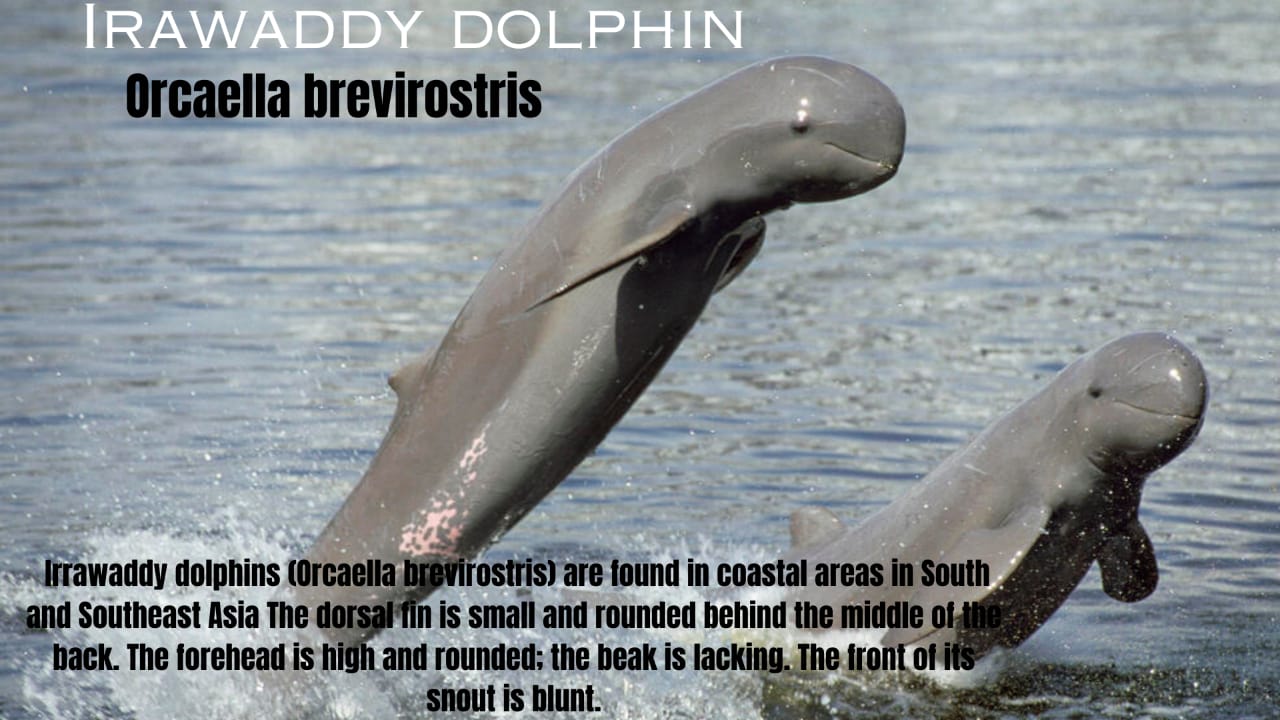 Irawaddy dolphin
Orcaella brevirostris
Irrawaddy dolphins (Orcaella brevirostris) are found in coastal areas in South
and Southeast Asia The dorsal fin is small and rounded behind the middle of the
back. The forehead is high and rounded; the beak is lacking. The front of its
snout is blunt.